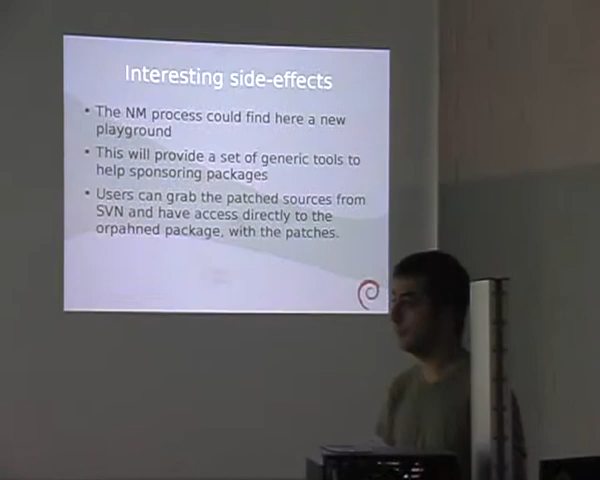 Interesting side-effects
• The NM process could find here a new
playground
• This will provide a set of generic tools to
help sponsoring packages
• Users can grab the patched sources from
SVN and have access directly to the
orpahned package, with the patches.